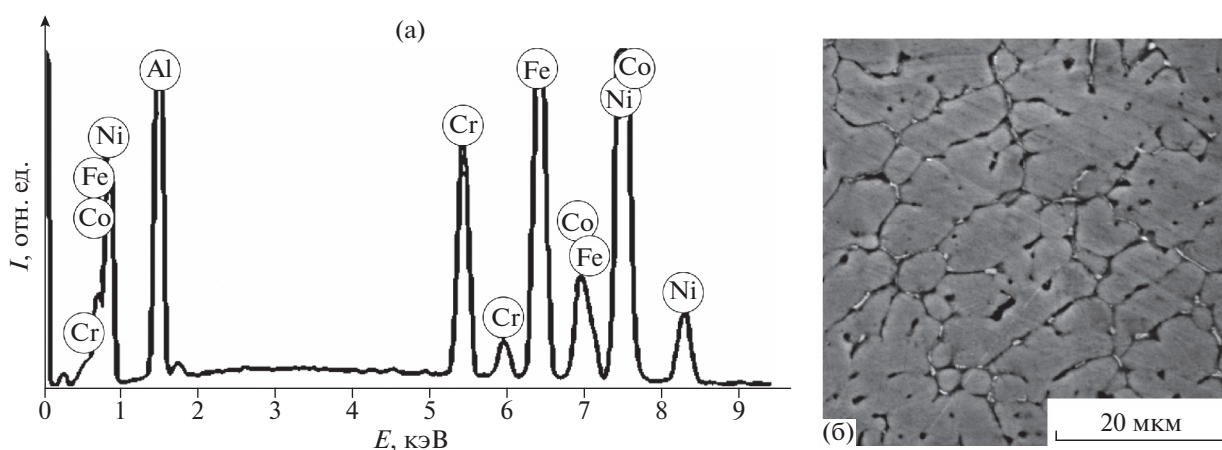 (а)
I, отн. ед.
Al
Ni
Fe
Co
Cr
Cr
Cr
Fe
Co
Fe
Co
Ni
Ni
0 1 2 3 4 5 6 7 8 9
E, кэВ
(б)
20 мкм